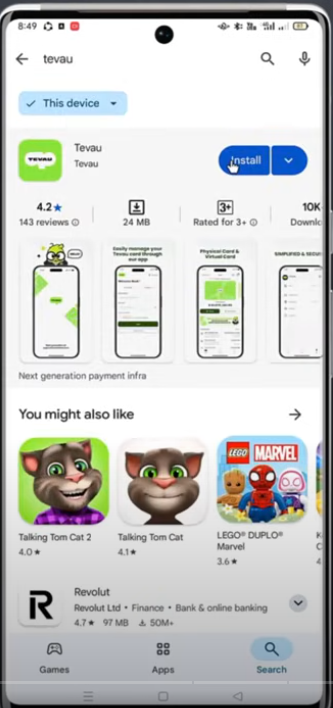 8:49
tevau
This device
TEVAU
Tevau
Tevau
Install
4.2★
143 reviews
24 MB
3+
Rated for 3+
10K
Downlo
Easily manage your
Tevau card through
our app
Physical Card &
Virtual Card
SIMPLIFIED & SECU
Next generation payment infra
You might also like
LEGO MARVEL
Talking Tom Cat 2
4.0★
Talking Tom Cat
4.1★
LEGO® DUPLO®
Marvel
3.6★
4
R
Revolut
Revolut Ltd • Finance • Bank & online banking
4.7★ 97 MB 50M+
Games
Apps
Search